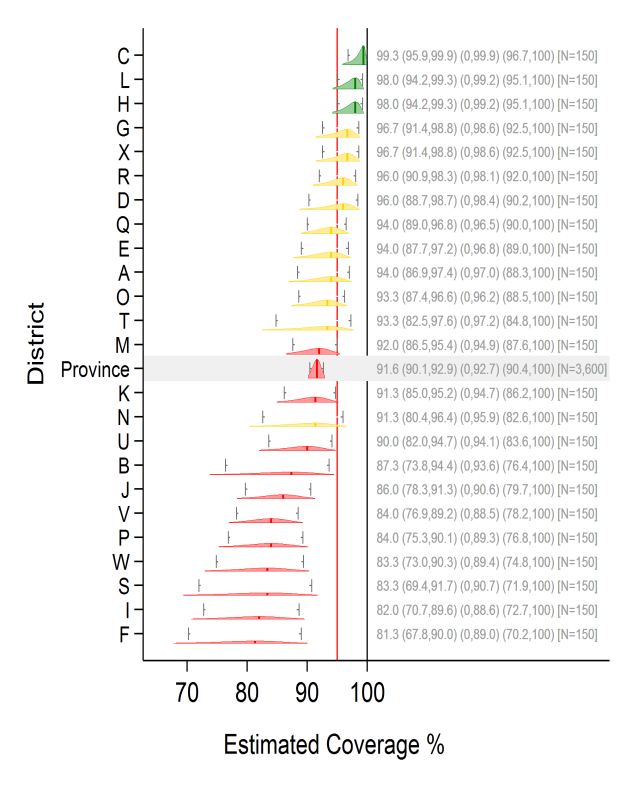 C 99.3 (95.9,99.9) (0,99.9) (96.7,100) [N=150]
L 98.0 (94.2,99.3) (0,99.2) (95.1,100) [N=150]
H 98.0 (94.2,99.3) (0,99.2) (95.1,100) [N=150]
G 96.7 (91.4,98.8) (0,98.6) (92.5,100) [N=150]
X 96.7 (91.4,98.8) (0,98.6) (92.5,100) [N=150]
R 96.0 (90.9,98.3) (0,98.1) (92.0,100) [N=150]
D 96.0 (88.7,98.7) (0,98.4) (90.2,100) [N=150]
Q 94.0 (89.0,96.8) (0,96.5) (90.0,100) [N=150]
E 94.0 (87.7,97.2) (0,96.8) (89.0,100) [N=150]
A 94.0 (86.9,97.4) (0,97.0) (88.3,100) [N=150]
O 93.3 (87.4,96.6) (0,96.2) (88.5,100) [N=150]
T 93.3 (82.5,97.6) (0,97.2) (84.8,100) [N=150]
M 92.0 (86.5,95.4) (0,94.9) (87.6,100) [N=150]
Province 91.6 (90.1,92.9) (0,92.7) (90.4,100) [N=3,600]
K 91.3 (85.0,95.2) (0,94.7) (86.2,100) [N=150]
N 91.3 (80.4,96.4) (0,95.9) (82.6,100) [N=150]
U 90.0 (82.0,94.7) (0,94.1) (83.6,100) [N=150]
B 87.3 (73.8,94.4) (0,93.6) (76.4,100) [N=150]
J 86.0 (78.3,91.3) (0,90.6) (79.7,100) [N=150]
V 84.0 (76.9,89.2) (0,88.5) (78.2,100) [N=150]
P 84.0 (75.3,90.1) (0,89.3) (76.8,100) [N=150]
W 83.3 (73.0,90.3) (0,89.4) (74.8,100) [N=150]
S 83.3 (69.4,91.7) (0,90.7) (71.9,100) [N=150]
I 82.0 (70.7,89.6) (0,88.6) (72.7,100) [N=150]
F 81.3 (67.8,90.0) (0,89.0) (70.2,100) [N=150]
District
70 80 90 100
Estimated Coverage %